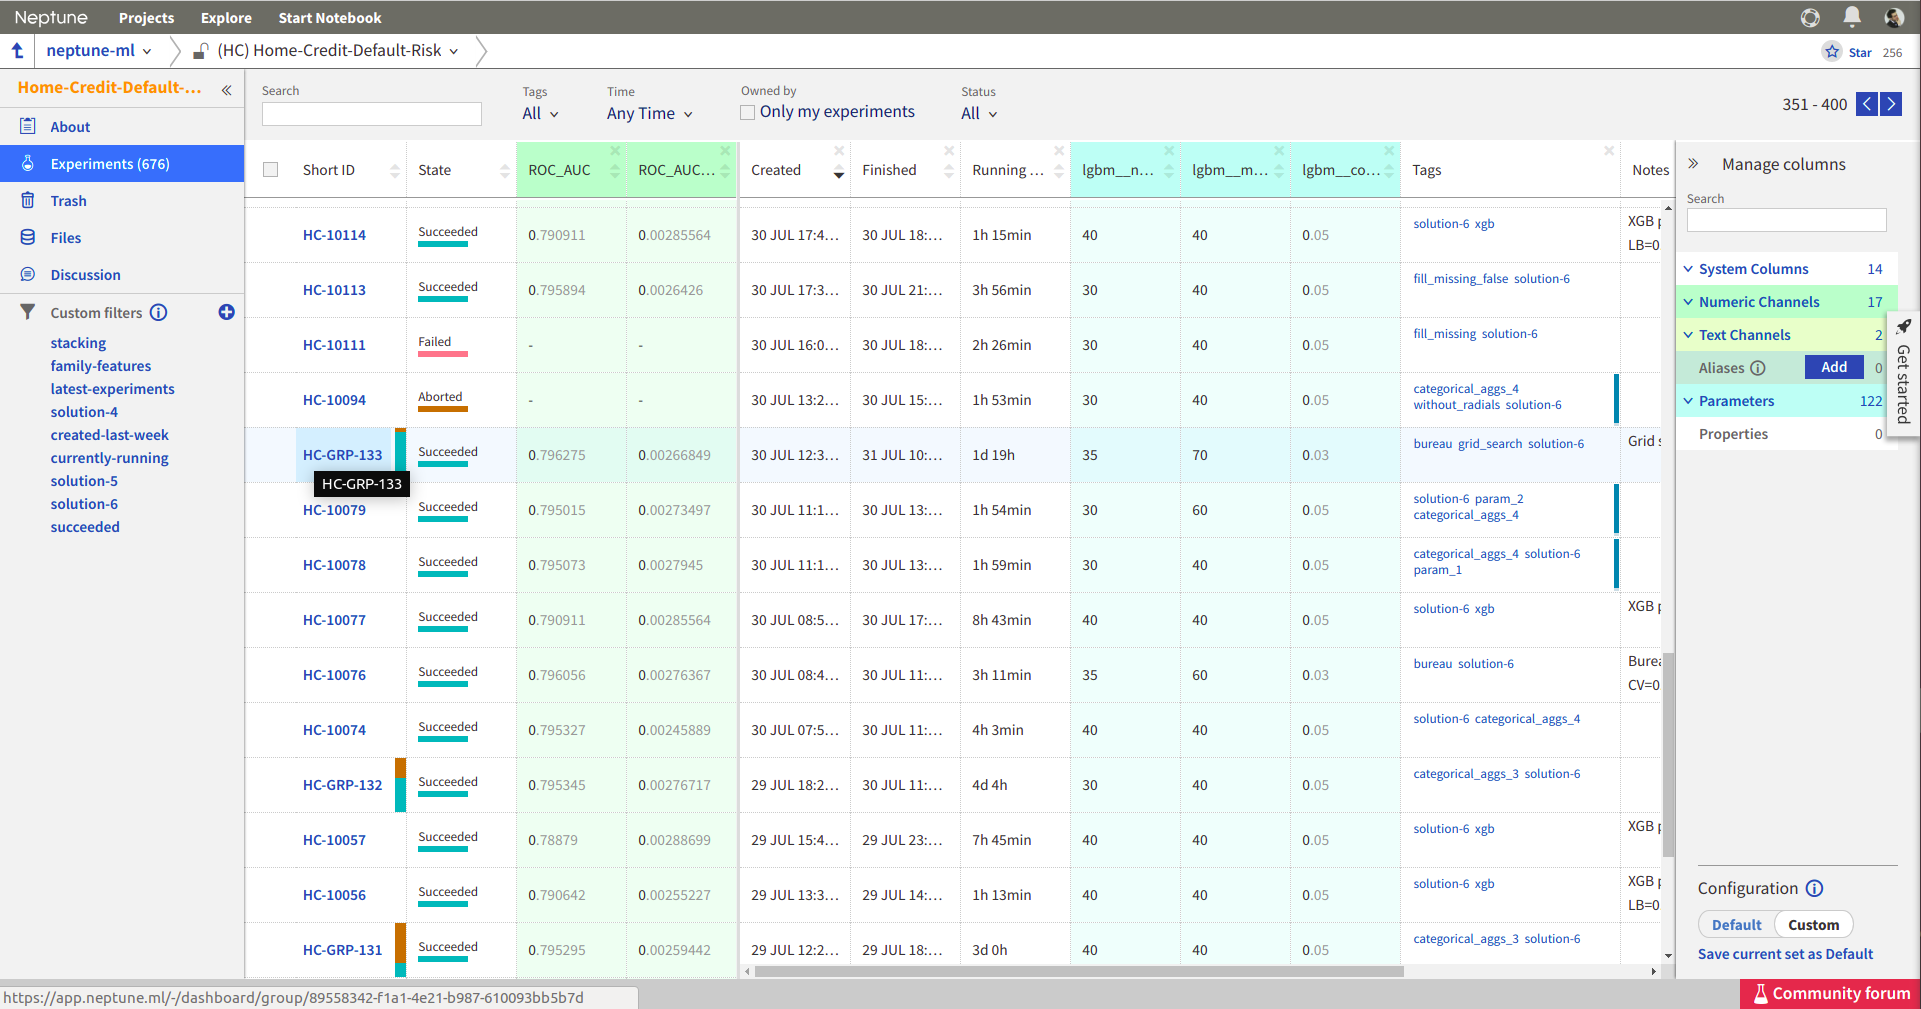 Neptune Projects Explore Start Notebook
neptune-ml (HC) Home-Credit-Default-Risk Star 256
Home-Credit-Default-...
About
Experiments (676)
Trash
Files
Discussion
Custom filters
stacking
family-features
latest-experiments
solution-4
created-last-week
currently-running
solution-5
solution-6
succeeded
Search Tags Time Owned by Status
All Any Time Only my experiments All 351 - 400
Short ID State ROC_AUC ROC_AUC... Created Finished Running ... lgbm__n... lgbm__m... lgbm__co... Tags Notes
HC-10114 Succeeded 0.790911 0.00285564 30 JUL 17:4... 30 JUL 18:... 1h 15min 40 40 0.05 solution-6 xgb XGB p
LB=0
HC-10113 Succeeded 0.795894 0.0026426 30 JUL 17:3... 30 JUL 21:... 3h 56min 30 40 0.05 fill_missing_false solution-6
HC-10111 Failed - - 30 JUL 16:0... 30 JUL 18:... 2h 26min 30 40 0.05 fill_missing solution-6
HC-10094 Aborted - - 30 JUL 13:2... 30 JUL 15:... 1h 53min 30 40 0.05 categorical_aggs_4
without_radials solution-6
HC-GRP-133 Succeeded 0.796275 0.00266849 30 JUL 12:3... 31 JUL 10:... 1d 19h 35 70 0.03 bureau grid_search solution-6 Grid s
HC-GRP-133
HC-10079 Succeeded 0.795015 0.00273497 30 JUL 11:1... 30 JUL 13:... 1h 54min 30 60 0.05 solution-6 param_2
categorical_aggs_4
HC-10078 Succeeded 0.795073 0.0027945 30 JUL 11:1... 30 JUL 13:... 1h 59min 30 40 0.05 categorical_aggs_4 solution-6
param_1
HC-10077 Succeeded 0.790911 0.00285564 30 JUL 08:5... 30 JUL 17:... 8h 43min 40 40 0.05 solution-6 xgb XGB p
HC-10076 Succeeded 0.796056 0.00276367 30 JUL 08:4... 30 JUL 11:... 3h 11min 35 60 0.03 bureau solution-6 Burea
CV=0
HC-10074 Succeeded 0.795327 0.00245889 30 JUL 07:5... 30 JUL 11:... 4h 3min 40 40 0.05 solution-6 categorical_aggs_4
HC-GRP-132 Succeeded 0.795345 0.00276717 29 JUL 18:2... 30 JUL 11:... 4d 4h 30 40 0.05 categorical_aggs_3 solution-6
HC-10057 Succeeded 0.78879 0.00288699 29 JUL 15:4... 29 JUL 23:... 7h 45min 40 40 0.05 solution-6 xgb XGB p
HC-10056 Succeeded 0.790642 0.00255227 29 JUL 13:3... 29 JUL 14:... 1h 13min 40 40 0.05 solution-6 xgb XGB p
LB=0
HC-GRP-131 Succeeded 0.795295 0.00259442 29 JUL 12:2... 29 JUL 18:... 3d 0h 40 40 0.05 categorical_aggs_3 solution-6
Manage columns
Search
System Columns 14
Numeric Channels 17
Text Channels 2
Aliases Add 0
Parameters 122
Properties 0
Get started
Configuration
Default Custom
Save current set as Default
https://app.neptune.ml/-/dashboard/group/89558342-f1a1-4e21-b987-610093bb5b7d
Community forum